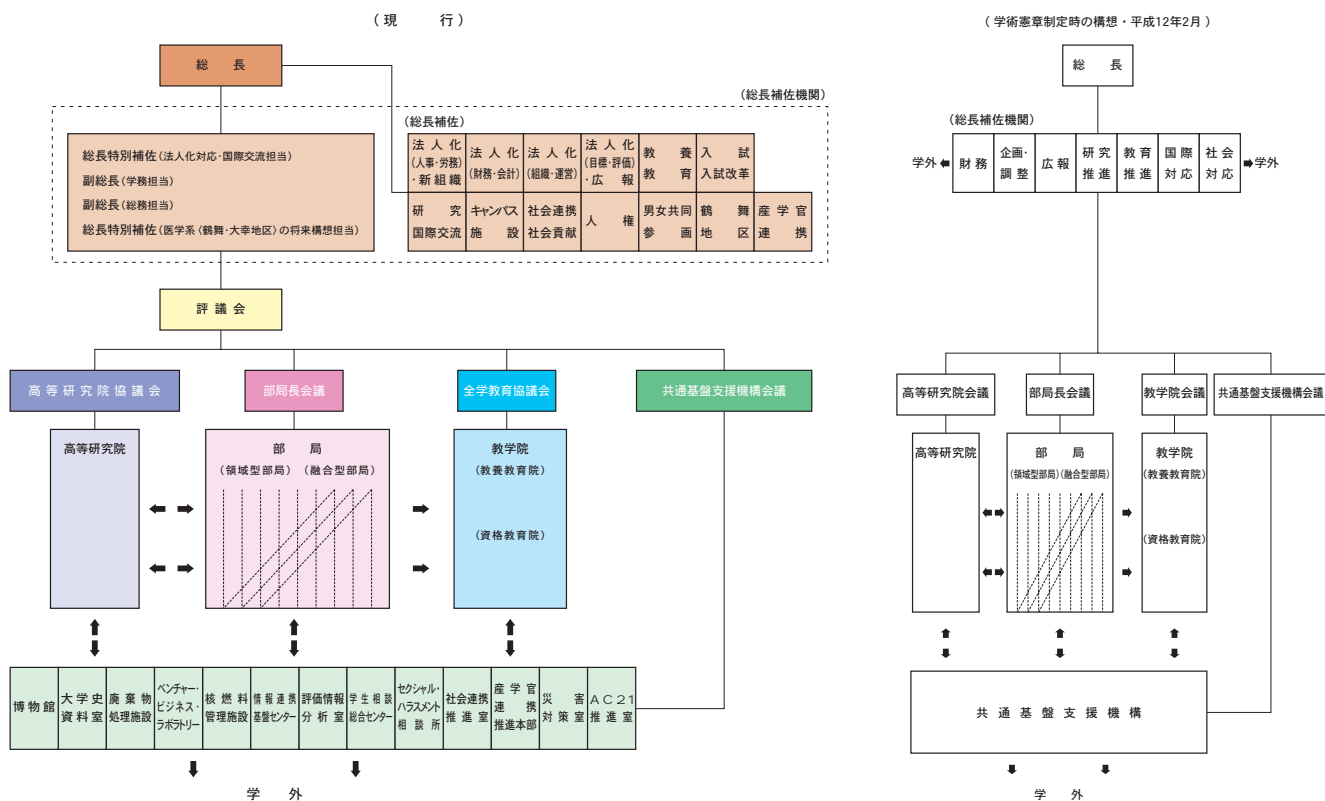 （現　　行）
総　長
（総長補佐機関）
総長特別補佐（法人化対応・国際交流担当）
副総長（学務担当）
副総長（総務担当）
総長特別補佐（医学系〈鶴舞・大幸地区〉の将来構想担当）
（総長補佐）
法人化
（人事・労務）
・新組織
法人化
（財務・会計）
法人化
（組織・運営）
法人化
（目標・評価）
・広報
教　養
教　育
入　試
入試改革
研　究
国際交流
キャンパス
施　設
社会連携
社会貢献
人　権
男女共同
参　画
鶴　舞
地　区
産学官
連　携
評議会
高等研究院協議会
部局長会議
全学教育協議会
共通基盤支援機構会議
高等研究院
部　局
（領域型部局）（融合型部局）
教学院
（教養教育院）
（資格教育院）
博物館
大学史
資料室
廃棄物
処理施設
ベンチャー・
ビジネス・
ラボラトリー
核燃料
管理施設
情報連携
基盤センター
評価情報
分析室
学生相談
総合センター
セクシャル・
ハラスメント
相談所
社会連携
推進室
産学官
連　携
推進本部
災　害
対策室
AC21
推進室
学　外
（学術憲章制定時の構想・平成12年2月）
総　長
（総長補佐機関）
学外
財務
企画・
調整
広報
研究
推進
教育
推進
国際
対応
社会
対応
学外
高等研究院会議
部局長会議
教学院会議
共通基盤支援機構会議
高等研究院
部　局
（領域型部局）（融合型部局）
教学院
（教養教育院）
（資格教育院）
共通基盤支援機構
学　外